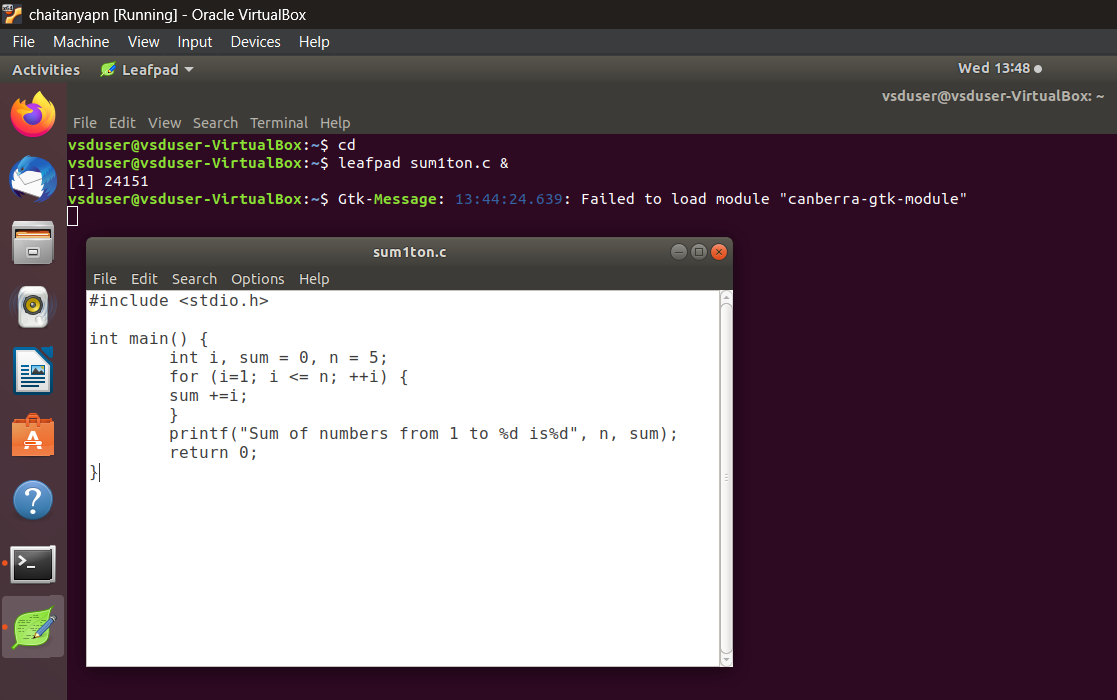 chaitanyapn [Running] - Oracle VirtualBox
File Machine View Input Devices Help
Activities Leafpad Wed 13:48
vsduser@vsduser-VirtualBox: ~
File Edit View Search Terminal Help
vsduser@vsduser-VirtualBox:~$ cd
vsduser@vsduser-VirtualBox:~$ leafpad sum1ton.c &
[1] 24151
vsduser@vsduser-VirtualBox:~$ Gtk-Message: 13:44:24.639: Failed to load module "canberra-gtk-module"
sum1ton.c
File Edit Search Options Help
#include <stdio.h>
int main() {
int i, sum = 0, n = 5;
for (i=1; i <= n; ++i) {
sum +=i;
}
printf("Sum of numbers from 1 to %d is%d", n, sum);
return 0;
}